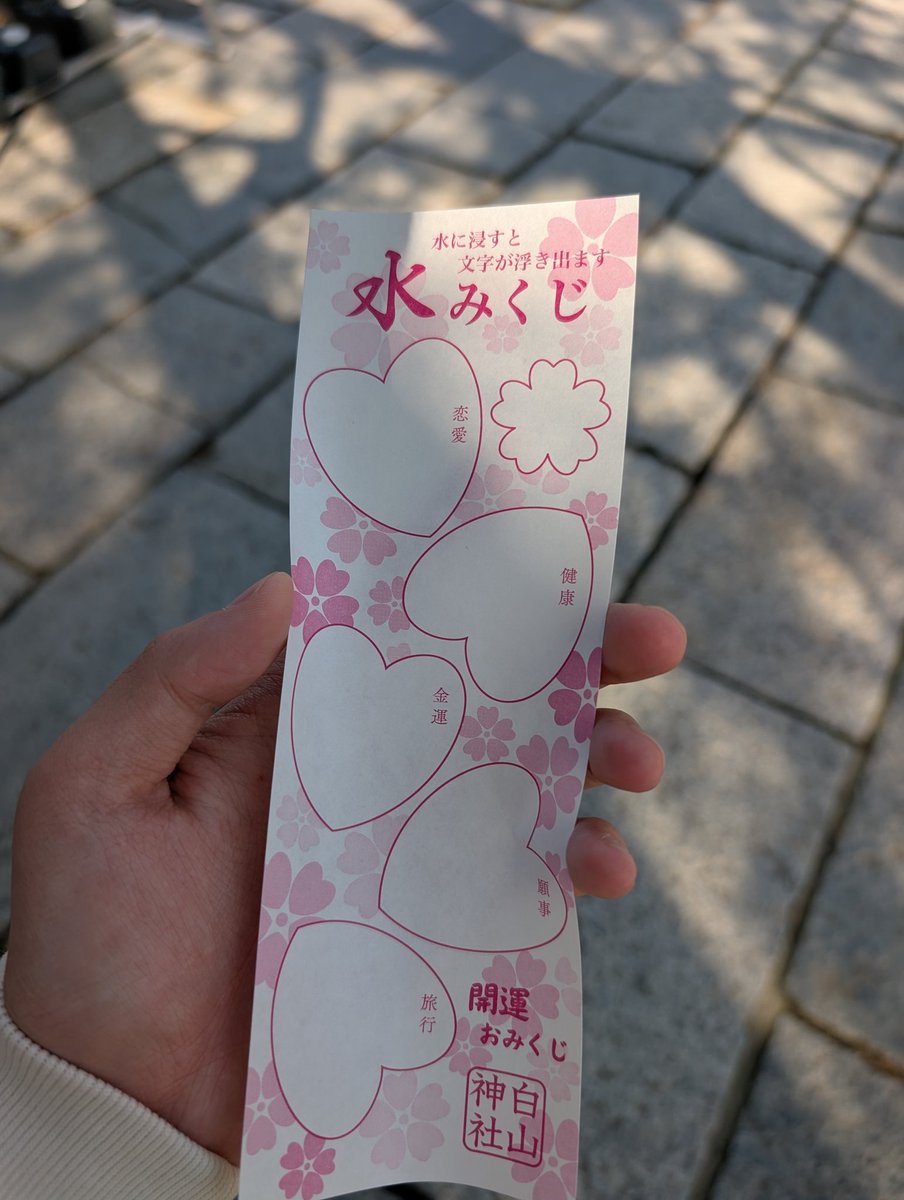 水に浸すと
文字が浮き出ます
水みくじ
恋愛
健康
金運
願事
旅行
開運
おみくじ
白山
神社